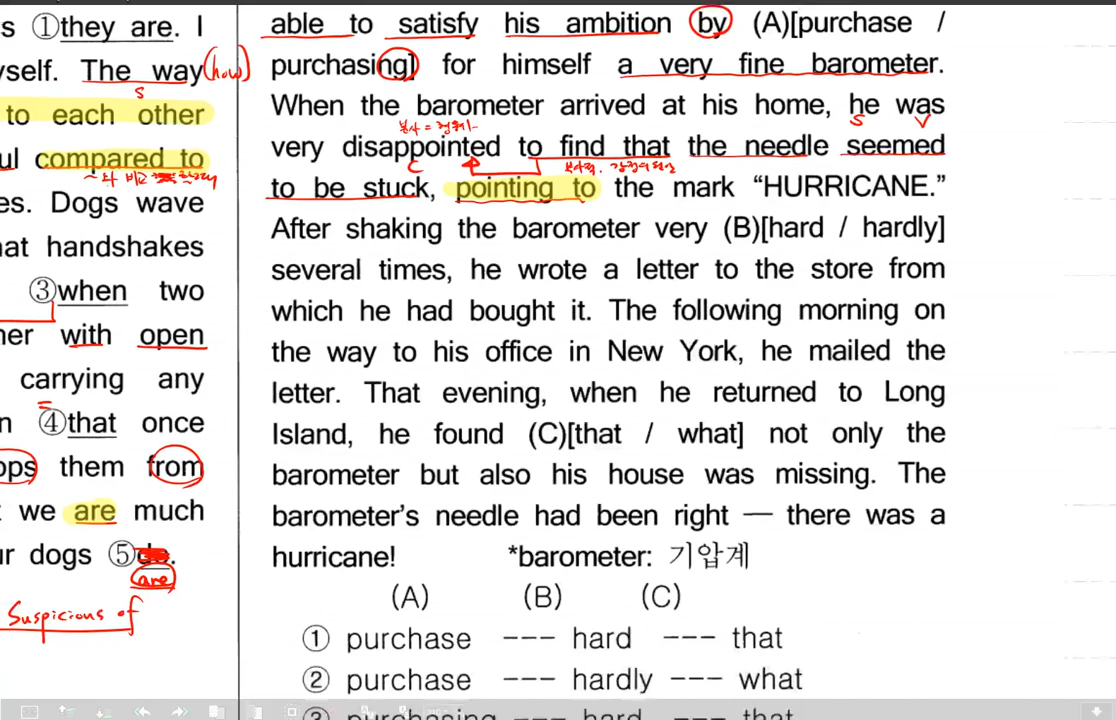 s ①they are. I
yself. The way (how)
s
to each other
ul compared to
es. Dogs wave
hat handshakes
③when two
ner with open
carrying any
n ④that once
ops them from
t we are much
ur dogs ⑤
are
Suspicious of
able to satisfy his ambition by (A)[purchase /
purchasing] for himself a very fine barometer.
When the barometer arrived at his home, he was
s v
very disappointed to find that the needle seemed
c
to be stuck, pointing to the mark “HURRICANE.”
After shaking the barometer very (B)[hard / hardly]
several times, he wrote a letter to the store from
which he had bought it. The following morning on
the way to his office in New York, he mailed the
letter. That evening, when he returned to Long
Island, he found (C)[that / what] not only the
barometer but also his house was missing. The
barometer’s needle had been right — there was a
hurricane! *barometer: 기압계
(A) (B) (C)
① purchase --- hard --- that
② purchase --- hardly --- what
③ purchasing --- hard --- that